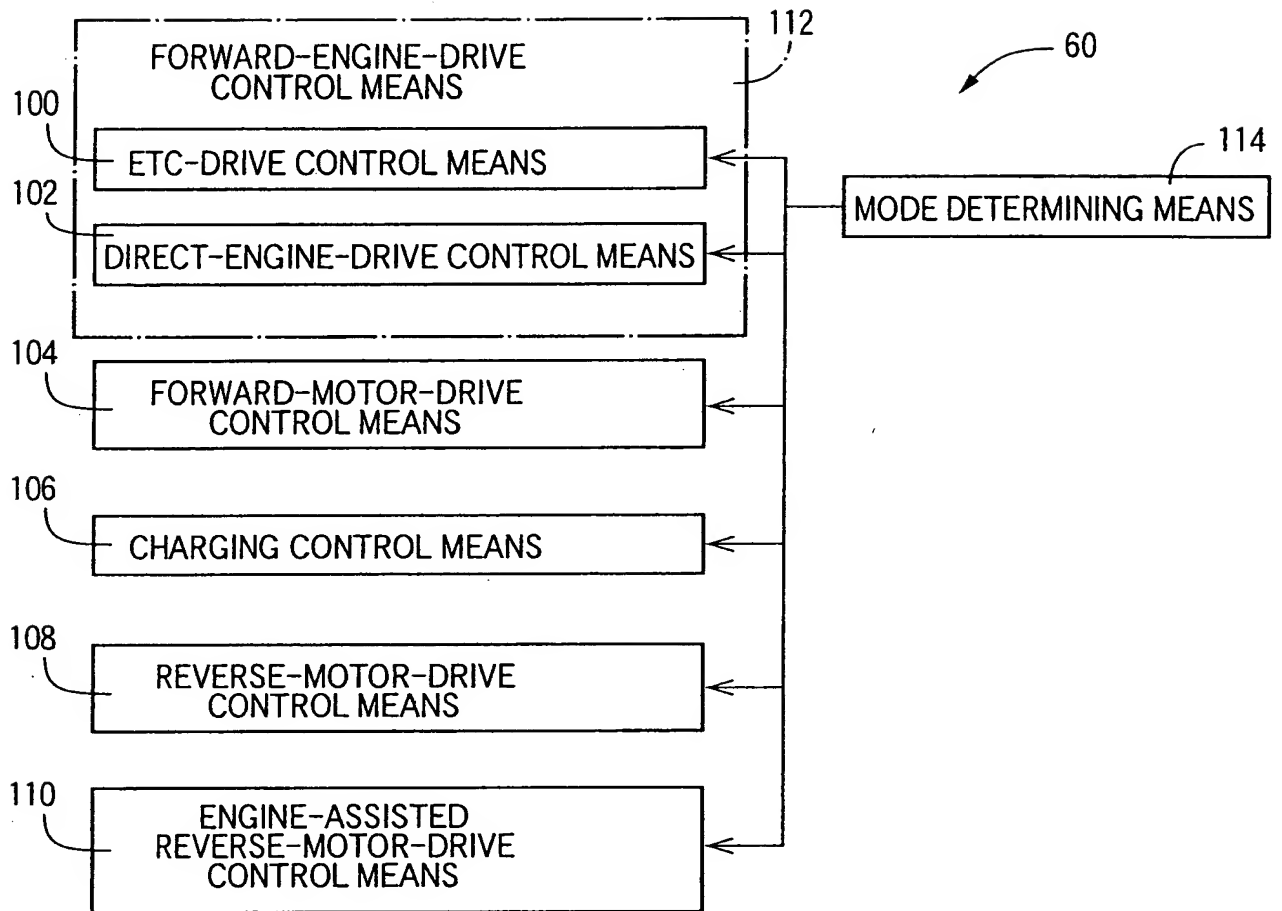 112
FORWARD-ENGINE-DRIVE
CONTROL MEANS
60
100
ETC-DRIVE CONTROL MEANS
114
MODE DETERMINING MEANS
102
DIRECT-ENGINE-DRIVE CONTROL MEANS
104
FORWARD-MOTOR-DRIVE
CONTROL MEANS
106
CHARGING CONTROL MEANS
108
REVERSE-MOTOR-DRIVE
CONTROL MEANS
110
ENGINE-ASSISTED
REVERSE-MOTOR-DRIVE
CONTROL MEANS